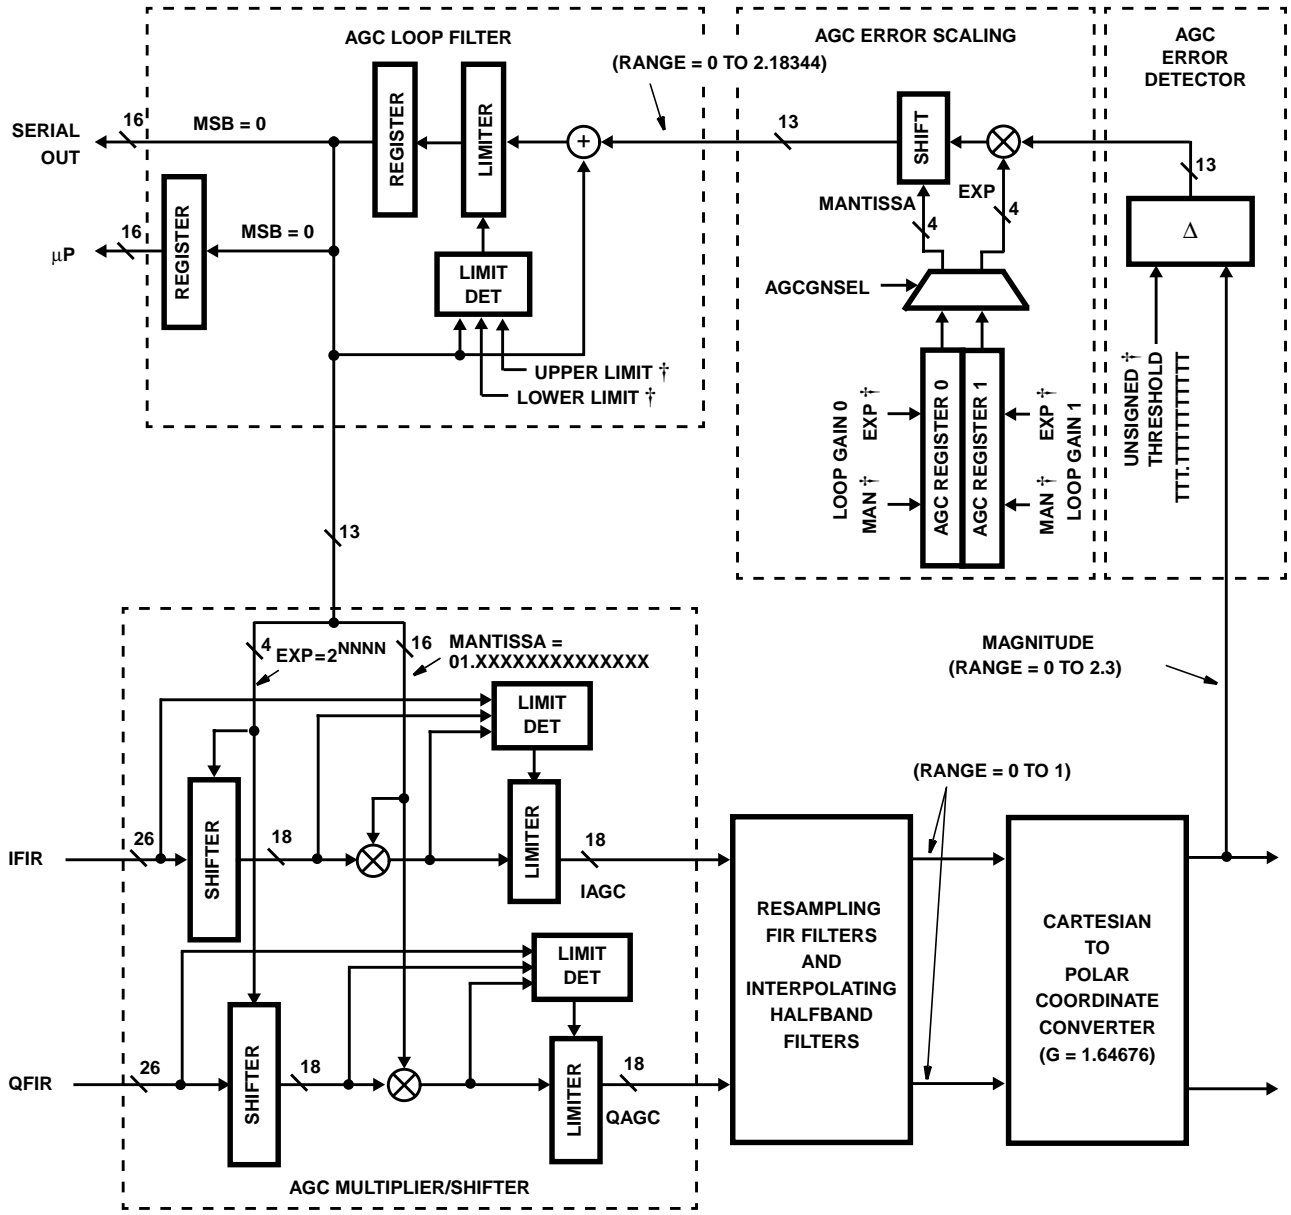 AGC LOOP FILTER
(RANGE = 0 TO 2.18344)
AGC ERROR SCALING
AGC
ERROR
DETECTOR
SERIAL
OUT
16
MSB = 0
REGISTER
LIMITER
+
13
SHIFT
13
MANTISSA
4
EXP
4
Δ
μP
16
REGISTER
MSB = 0
LIMIT
DET
AGCGNSEL
UPPER LIMIT †
LOWER LIMIT †
LOOP GAIN 0
EXP †
MAN †
AGC REGISTER 0
AGC REGISTER 1
EXP †
MAN †
LOOP GAIN 1
UNSIGNED †
THRESHOLD
TTT.TTTTTTTTTT
13
4
EXP=2^NNNN
16
MANTISSA =
01.XXXXXXXXXXXXXX
MAGNITUDE
(RANGE = 0 TO 2.3)
LIMIT
DET
(RANGE = 0 TO 1)
IFIR
26
SHIFTER
18
LIMITER
18
IAGC
LIMIT
DET
QFIR
26
SHIFTER
18
LIMITER
18
QAGC
RESAMPLING
FIR FILTERS
AND
INTERPOLATING
HALFBAND
FILTERS
CARTESIAN
TO
POLAR
COORDINATE
CONVERTER
(G = 1.64676)
AGC MULTIPLIER/SHIFTER